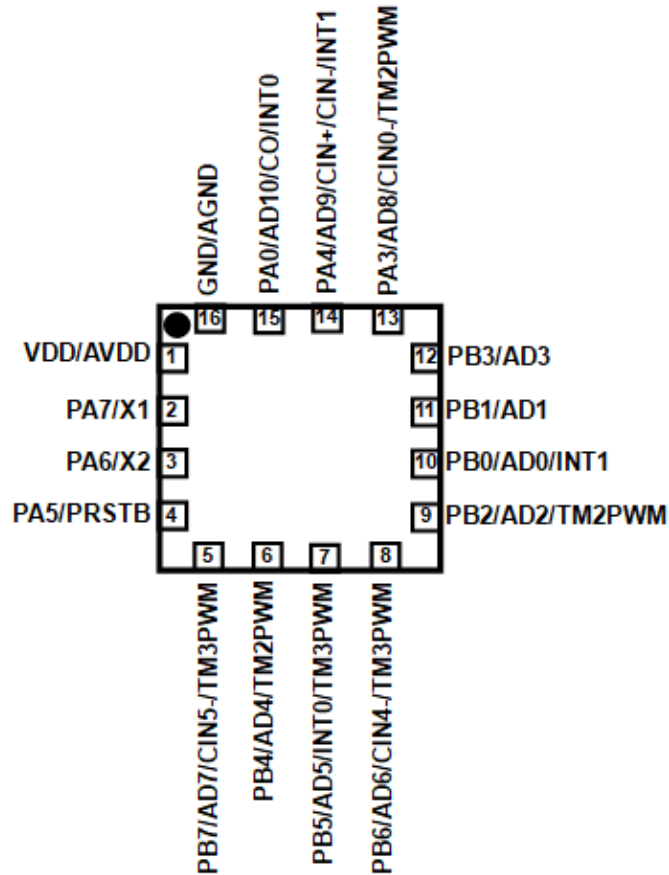 GND/AGND
PA0/AD10/CO/INT0
PA4/AD9/CIN+/CIN-/INT1
PA3/AD8/CIN0-/TM2PWM
16
15
14
13
VDD/AVDD 1
12 PB3/AD3
PA7/X1 2
11 PB1/AD1
PA6/X2 3
10 PB0/AD0/INT1
PA5/PRSTB 4
9 PB2/AD2/TM2PWM
5
6
7
8
PB7/AD7/CIN5-/TM3PWM
PB4/AD4/TM2PWM
PB5/AD5/INT0/TM3PWM
PB6/AD6/CIN4-/TM3PWM